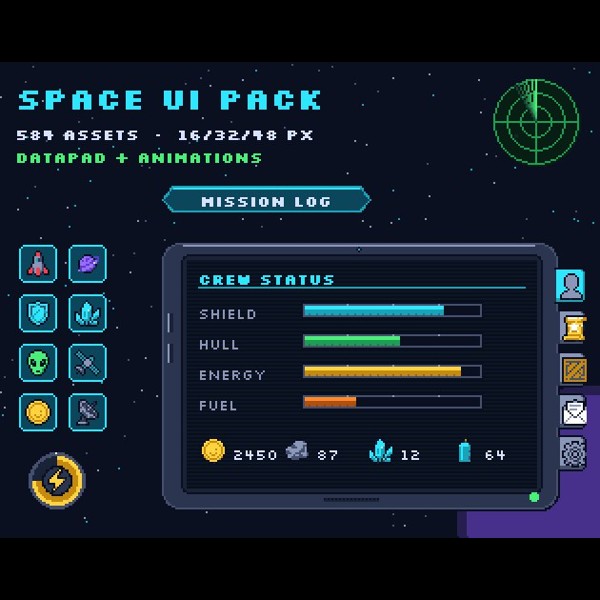 SPACE UI PACK
584 ASSETS - 16/32/48 PX
DATAPAD + ANIMATIONS
MISSION LOG
CREW STATUS
SHIELD
HULL
ENERGY
FUEL
2450 87 12 64